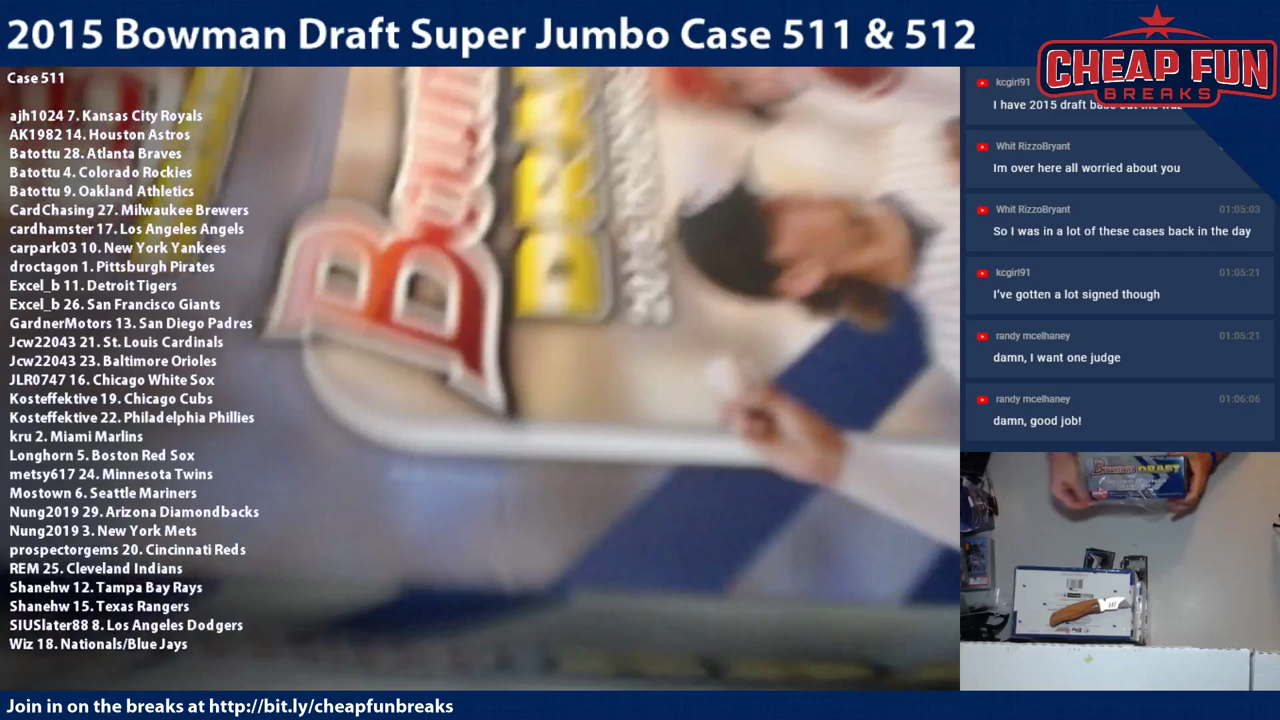 2015 Bowman Draft Super Jumbo Case 511 & 512
CHEAP FUN
BREAKS
Case 511
ajh1024 7. Kansas City Royals
AK1982 14. Houston Astros
Batottu 28. Atlanta Braves
Batottu 4. Colorado Rockies
Batottu 9. Oakland Athletics
CardChasing 27. Milwaukee Brewers
cardhamster 17. Los Angeles Angels
carpark03 10. New York Yankees
droctagon 1. Pittsburgh Pirates
Excel_b 11. Detroit Tigers
Excel_b 26. San Francisco Giants
GardnerMotors 13. San Diego Padres
Jcw22043 21. St. Louis Cardinals
Jcw22043 23. Baltimore Orioles
JLR0747 16. Chicago White Sox
Kosteffektive 19. Chicago Cubs
Kosteffektive 22. Philadelphia Phillies
kru 2. Miami Marlins
Longhorn 5. Boston Red Sox
metsy617 24. Minnesota Twins
Mostown 6. Seattle Mariners
Nung2019 29. Arizona Diamondbacks
Nung2019 3. New York Mets
prospectorgems 20. Cincinnati Reds
REM 25. Cleveland Indians
Shanehw 12. Tampa Bay Rays
Shanehw 15. Texas Rangers
SIUSlater88 8. Los Angeles Dodgers
Wiz 18. Nationals/Blue Jays
kcgirl91
I have 2015 draft
Whit RizzoBryant
Im over here all worried about you
Whit RizzoBryant 01:05:03
So I was in a lot of these cases back in the day
kcgirl91 01:05:21
I've gotten a lot signed though
randy mcelhaney 01:05:21
damn, I want one judge
randy mcelhaney 01:06:06
damn, good job!
Bowman DRAFT
Join in on the breaks at http://bit.ly/cheapfunbreaks